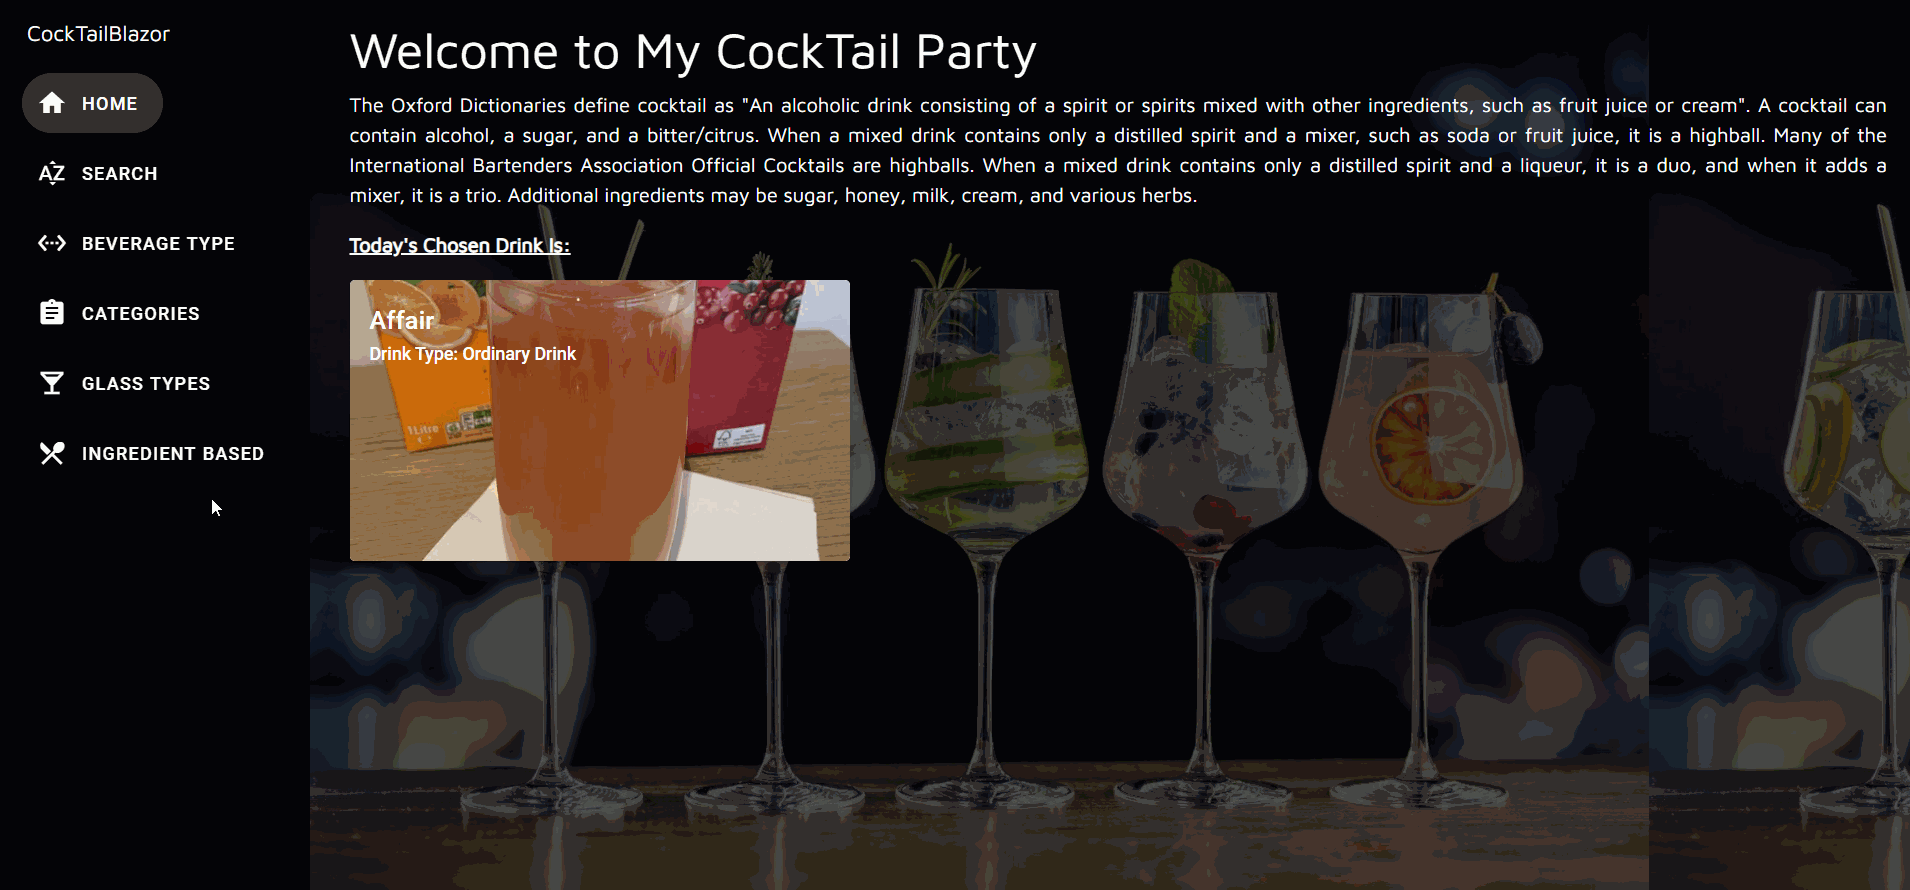 CockTailBlazor
HOME
SEARCH
BEVERAGE TYPE
CATEGORIES
GLASS TYPES
INGREDIENT BASED
Welcome to My CockTail Party
The Oxford Dictionaries define cocktail as "An alcoholic drink consisting of a spirit or spirits mixed with other ingredients, such as fruit juice or cream". A cocktail can
contain alcohol, a sugar, and a bitter/citrus. When a mixed drink contains only a distilled spirit and a mixer, such as soda or fruit juice, it is a highball. Many of the
International Bartenders Association Official Cocktails are highballs. When a mixed drink contains only a distilled spirit and a liqueur, it is a duo, and when it adds a
mixer, it is a trio. Additional ingredients may be sugar, honey, milk, cream, and various herbs.
Today's Chosen Drink Is:
Affair
Drink Type: Ordinary Drink
1Litre